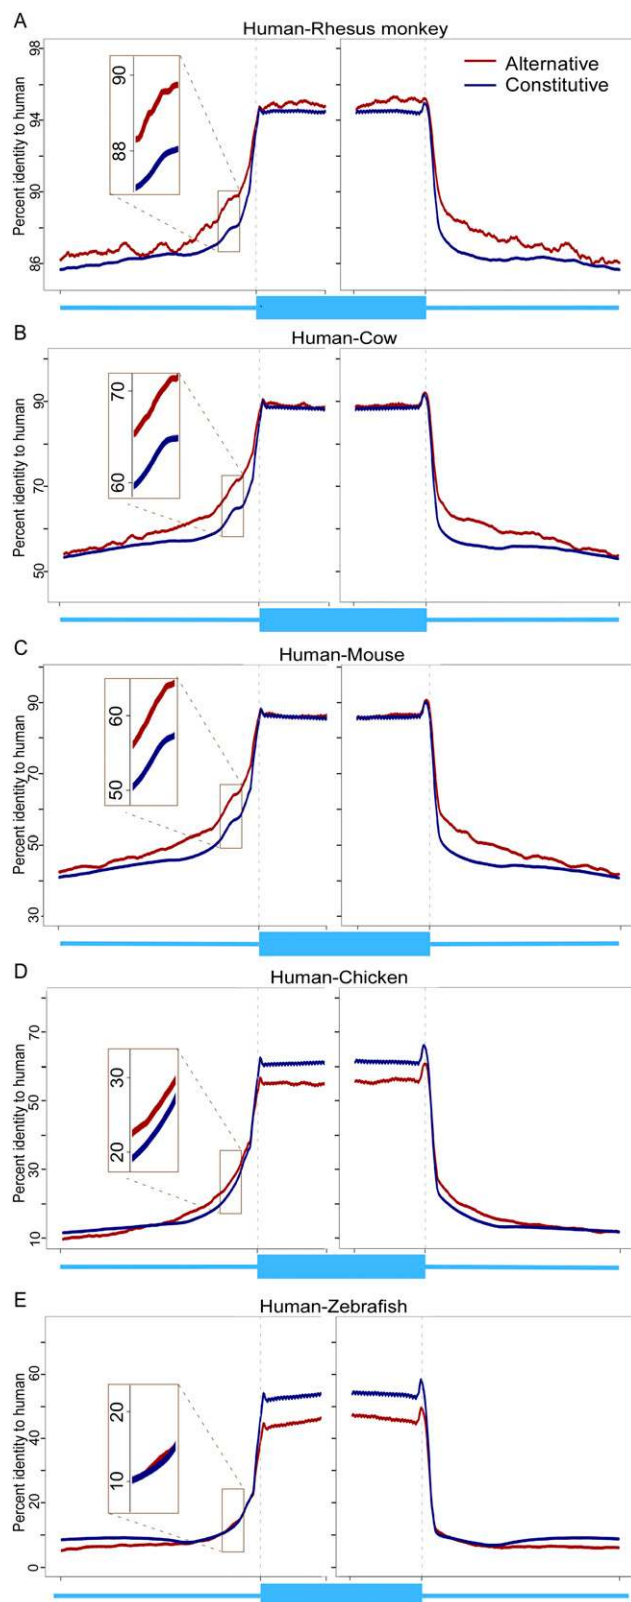 A
Human-Rhesus monkey
Alternative
Constitutive
Percent identity to human
98
94
90
86
90
88
B
Human-Cow
Percent identity to human
90
70
50
70
60
C
Human-Mouse
Percent identity to human
90
70
50
30
60
50
D
Human-Chicken
Percent identity to human
70
50
30
10
30
20
E
Human-Zebrafish
Percent identity to human
60
40
20
0
20
10